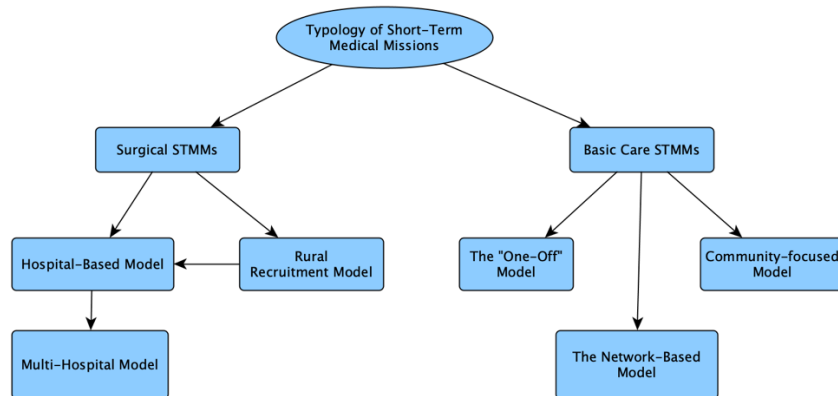 Typology of Short-Term
Medical Missions
Surgical STMMs
Basic Care STMMs
Hospital-Based Model
Rural
Recruitment Model
The "One-Off"
Model
Community-focused
Model
Multi-Hospital Model
The Network-Based
Model